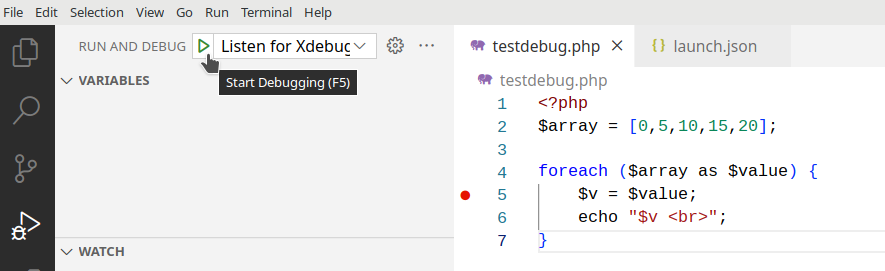 File Edit Selection View Go Run Terminal Help
RUN AND DEBUG Listen for Xdebug ...
Start Debugging (F5)
VARIABLES
WATCH
testdebug.php {} launch.json
testdebug.php
1 <?php
2 $array = [0,5,10,15,20];
3
4 foreach ($array as $value) {
5 $v = $value;
6 echo "$v <br>";
7 }